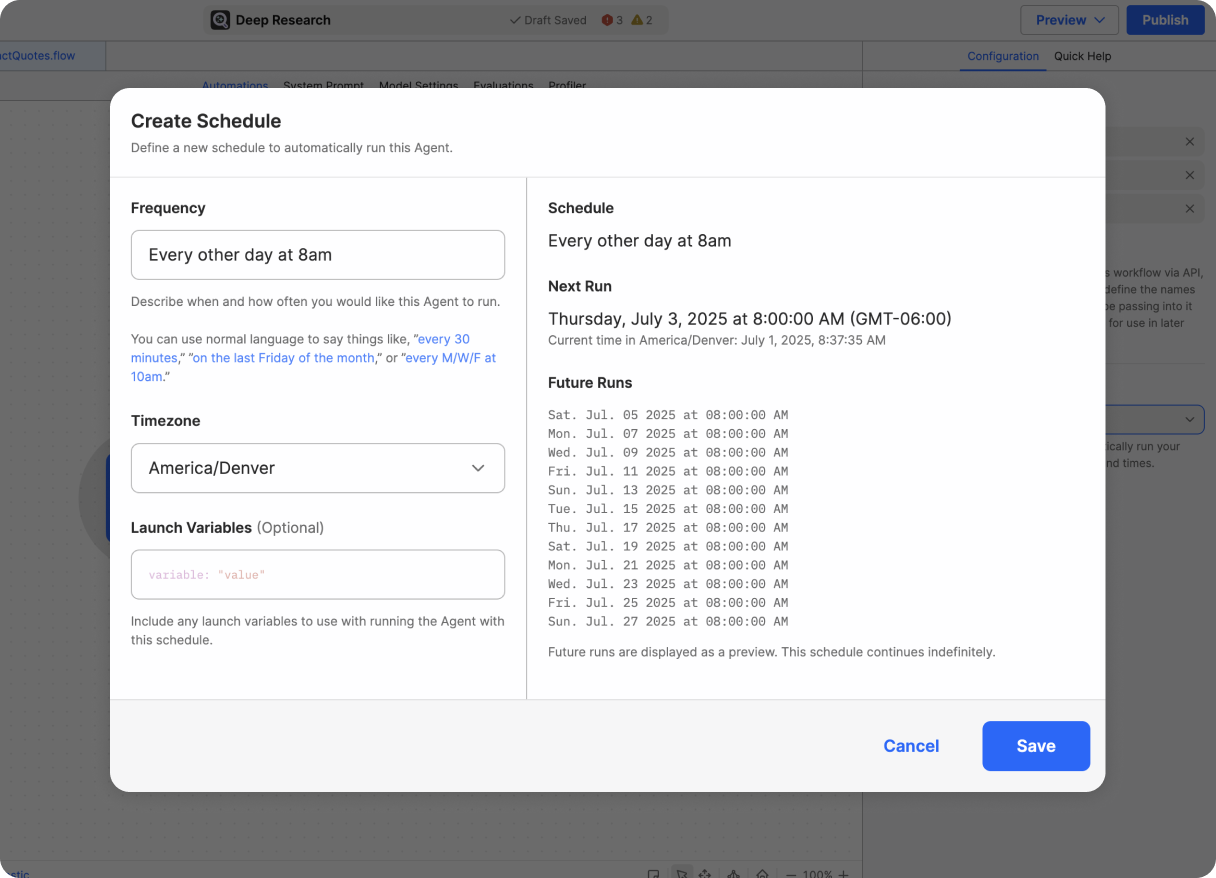 Deep Research
Draft Saved
3
2
Preview
Publish
actQuotes.flow
Configuration
Quick Help
Automations
System Prompt
Model Settings
Evaluations
Profiler
Create Schedule
Define a new schedule to automatically run this Agent.
Frequency
Every other day at 8am
Describe when and how often you would like this Agent to run.
You can use normal language to say things like, “every 30
minutes,” “on the last Friday of the month,” or “every M/W/F at
10am.”
Timezone
America/Denver
Launch Variables (Optional)
variable: "value"
Include any launch variables to use with running the Agent with
this schedule.
Schedule
Every other day at 8am
Next Run
Thursday, July 3, 2025 at 8:00:00 AM (GMT-06:00)
Current time in America/Denver: July 1, 2025, 8:37:35 AM
Future Runs
Sat. Jul. 05 2025 at 08:00:00 AM
Mon. Jul. 07 2025 at 08:00:00 AM
Wed. Jul. 09 2025 at 08:00:00 AM
Fri. Jul. 11 2025 at 08:00:00 AM
Sun. Jul. 13 2025 at 08:00:00 AM
Tue. Jul. 15 2025 at 08:00:00 AM
Thu. Jul. 17 2025 at 08:00:00 AM
Sat. Jul. 19 2025 at 08:00:00 AM
Mon. Jul. 21 2025 at 08:00:00 AM
Wed. Jul. 23 2025 at 08:00:00 AM
Fri. Jul. 25 2025 at 08:00:00 AM
Sun. Jul. 27 2025 at 08:00:00 AM
Future runs are displayed as a preview. This schedule continues indefinitely.
s workflow via API,
define the names
be passing into it
for use in later
ically run your
nd times.
Cancel
Save
stic
100%